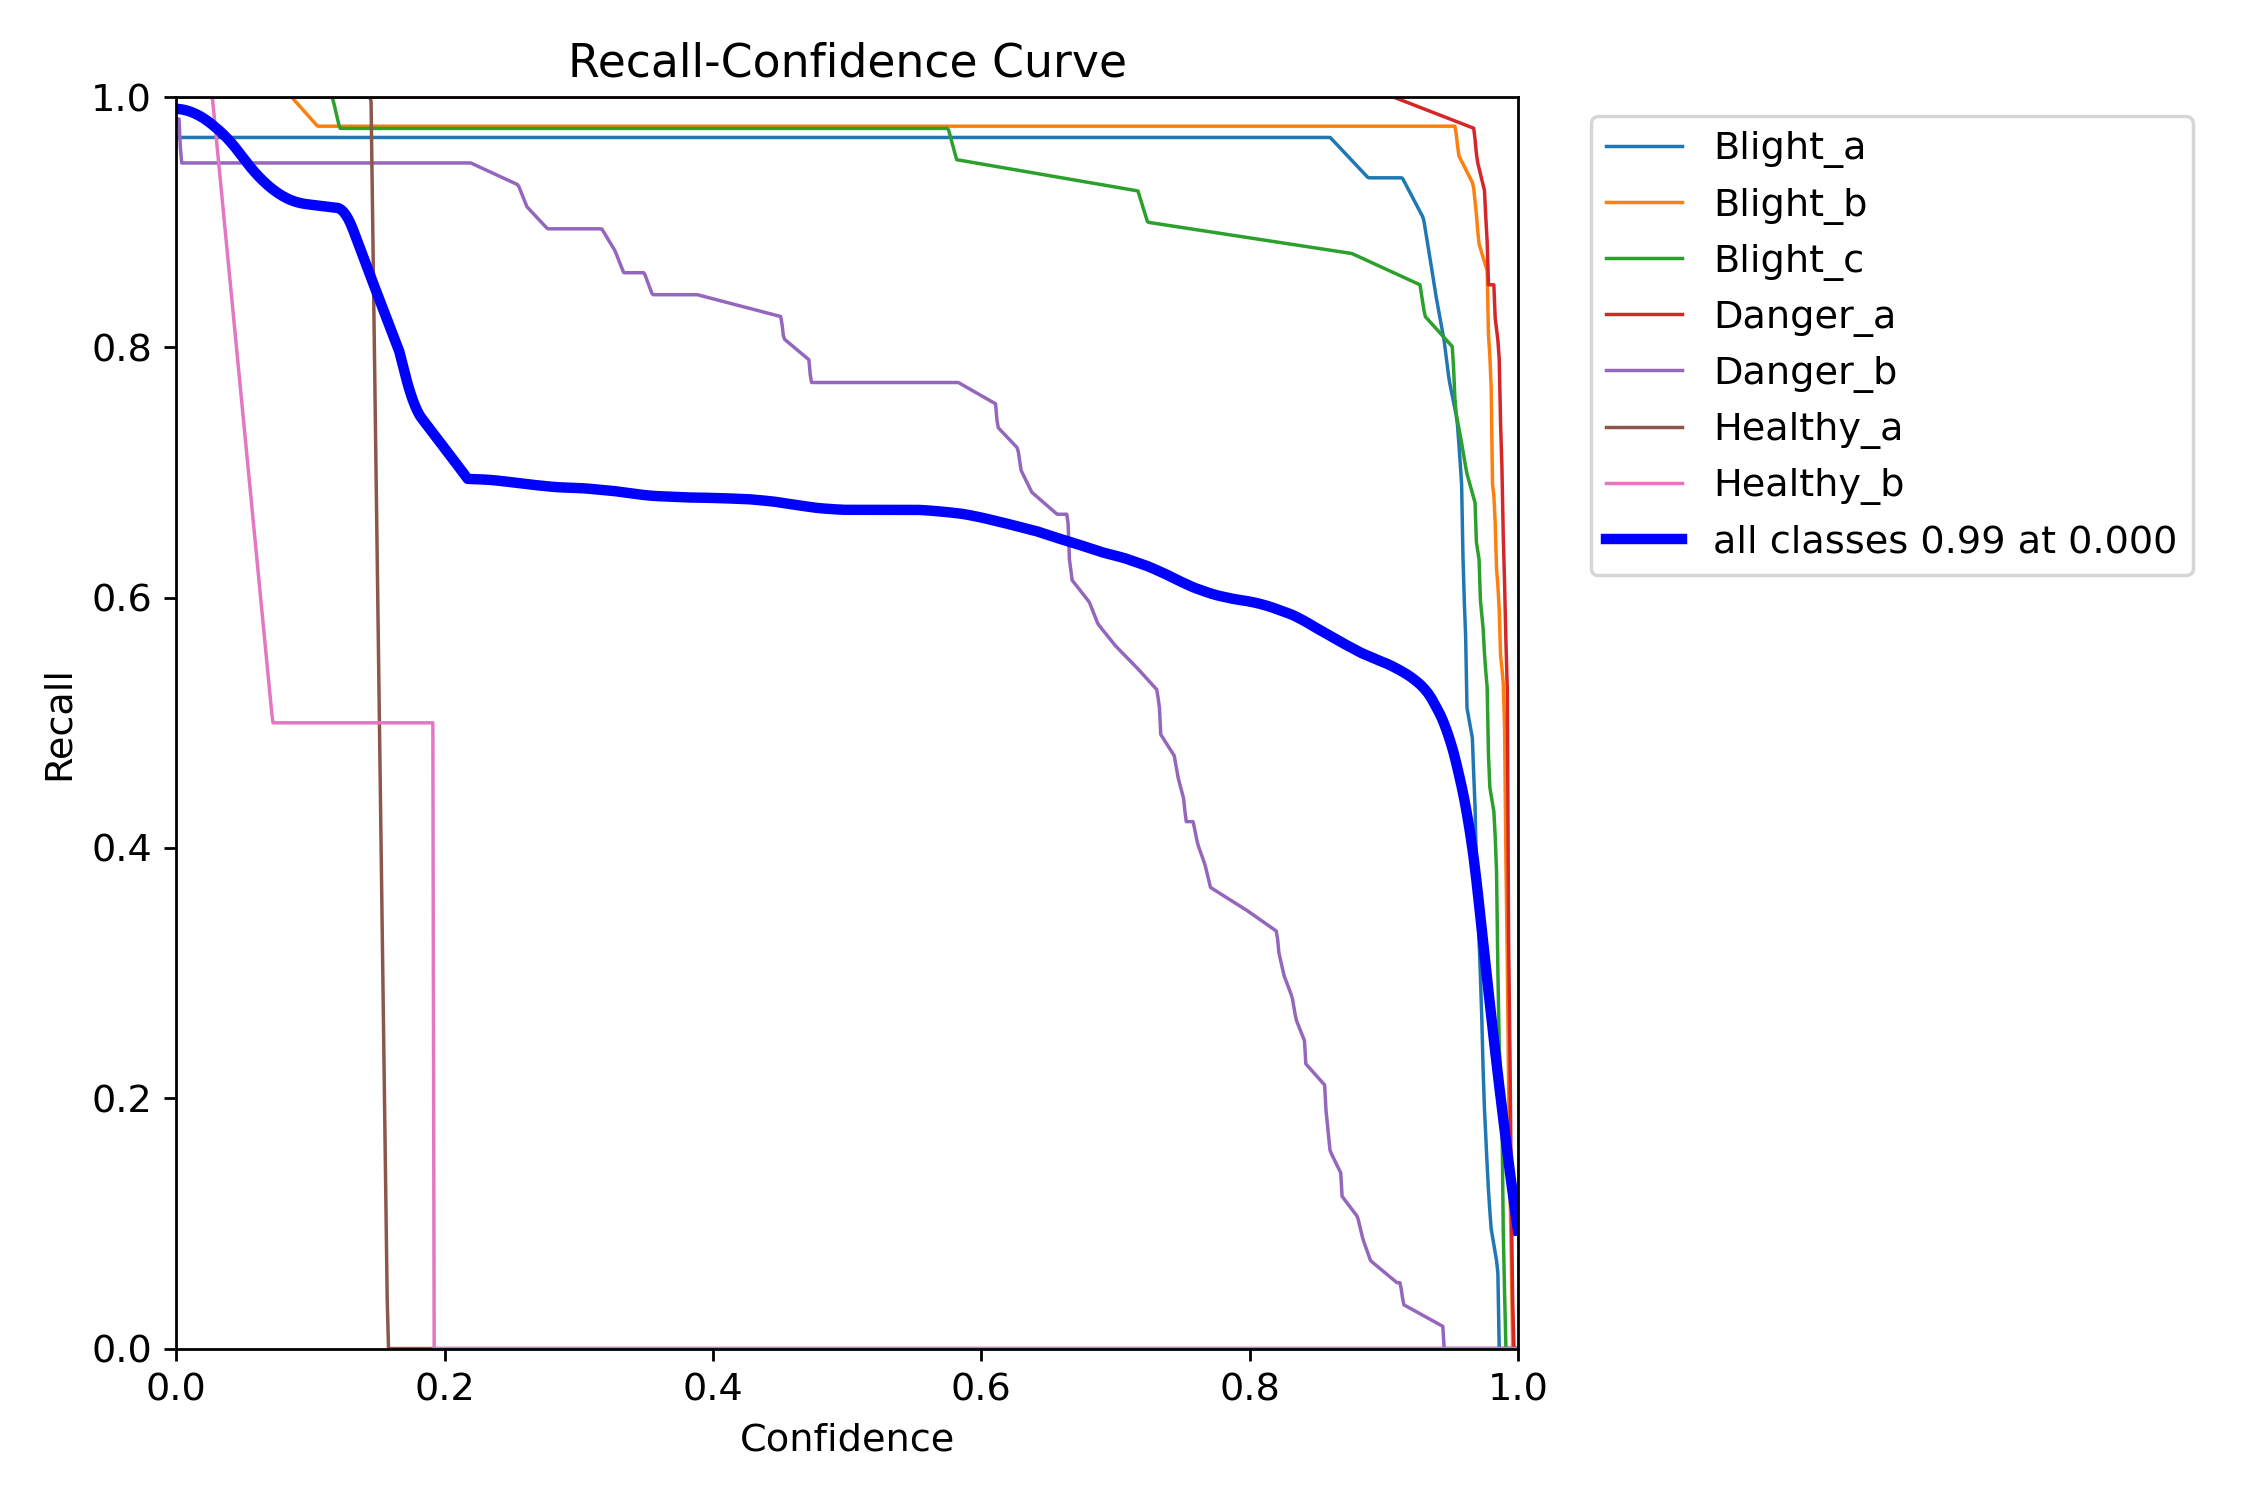 Recall-Confidence Curve
1.0
0.8
0.6
0.4
0.2
0.0
Recall
0.0 0.2 0.4 0.6 0.8 1.0
Confidence
Blight_a
Blight_b
Blight_c
Danger_a
Danger_b
Healthy_a
Healthy_b
all classes 0.99 at 0.000